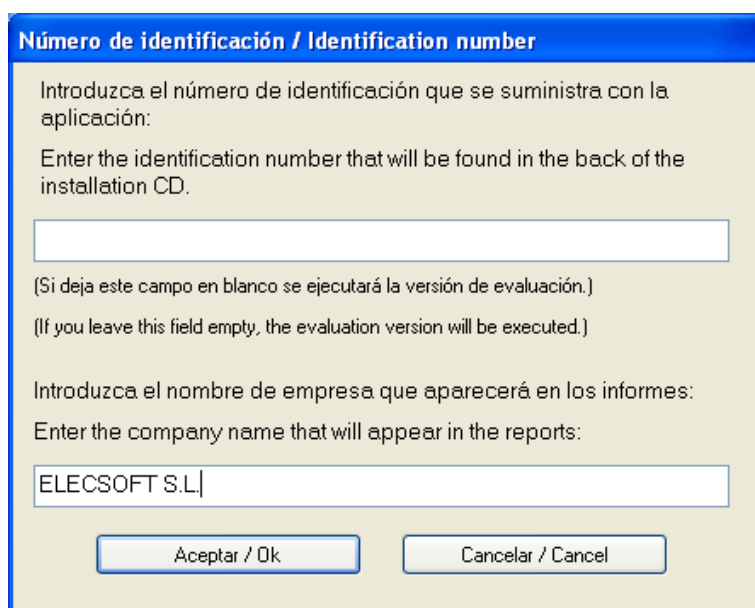 Número de identificación / Identification number
Introduzca el número de identificación que se suministra con la
aplicación:
Enter the identification number that will be found in the back of the
installation CD.
(Si deja este campo en blanco se ejecutará la versión de evaluación.)
(If you leave this field empty, the evaluation version will be executed.)
Introduzca el nombre de empresa que aparecerá en los informes:
Enter the company name that will appear in the reports:
ELECSOFT S.L.
Aceptar / Ok
Cancelar / Cancel